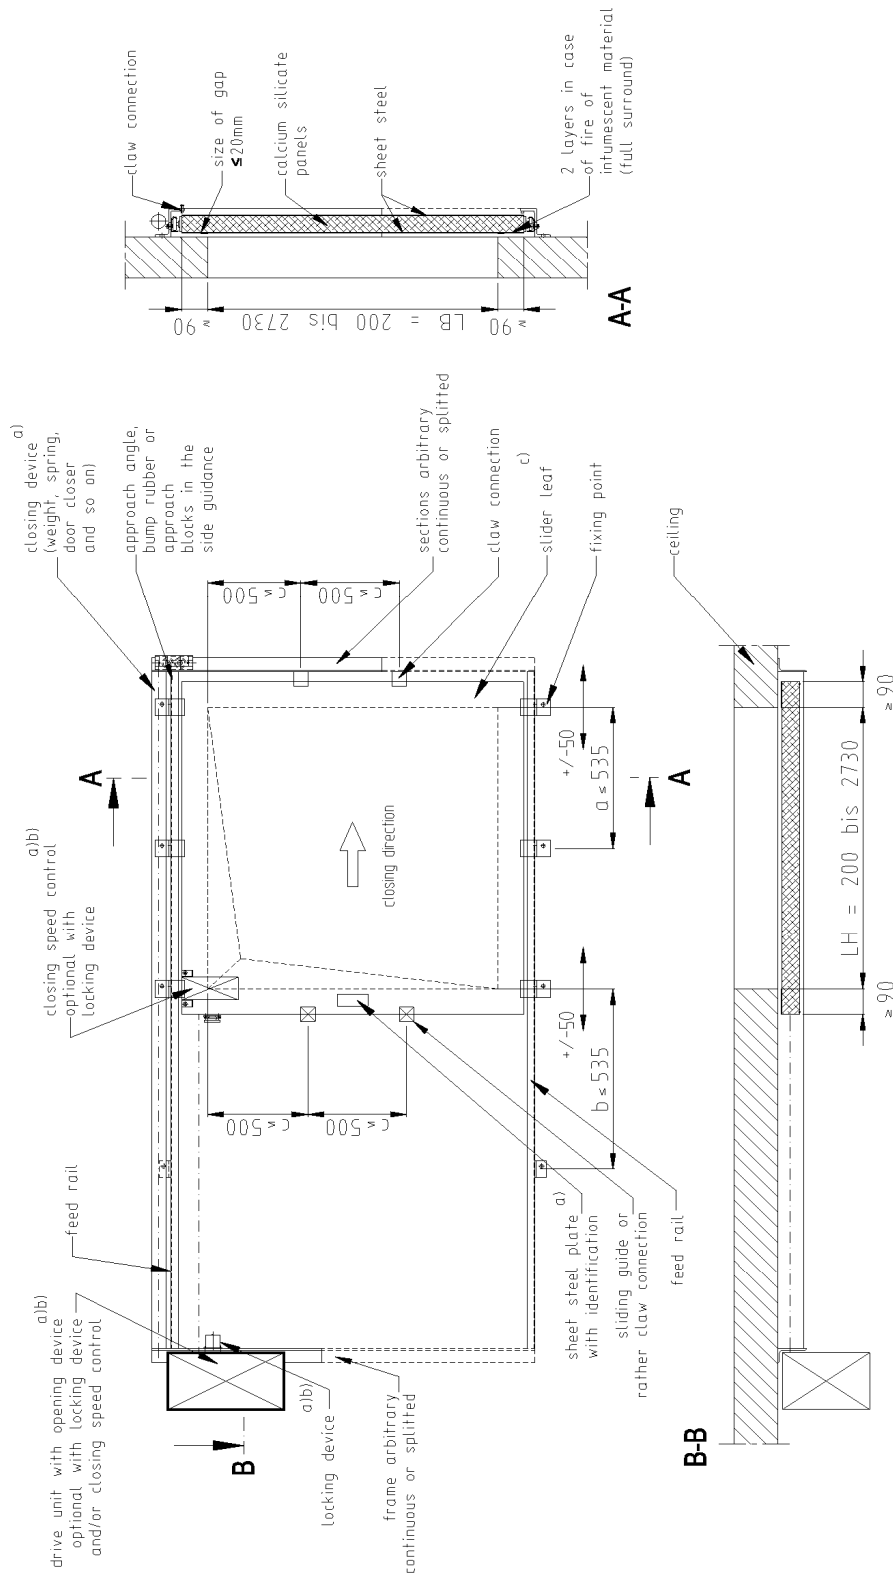 claw connection
size of gap
≤20mm
calcium silicate
panels
sheet steel
2 layers in case
of fire of
intumescent material
(full surround)
≈ 90
LB = 200 bis 2730
≈ 90
A-A
closing device a)
(weight, spring,
door closer
and so on)
approach angle,
bump rubber or
approach
blocks in the
side guidance
sections arbitrary
continuous or splitted
claw connection
c)
slider leaf
fixing point
c ≤ 500
c ≤ 500
A
A
a)b)
closing speed control
optional with
locking device
closing direction
+/-50
a ≤ 535
+/-50
b ≤ 535
c ≤ 500
c ≤ 500
feed rail
a)b)
drive unit with opening device
optional with locking device
and/or closing speed control
B
a)b)
locking device
frame arbitrary
continuous or splitted
a)
sheet steel plate
with identification
sliding guide or
rather claw connection
feed rail
ceiling
B-B
≈ 90
LH = 200 bis 2730
≈ 90